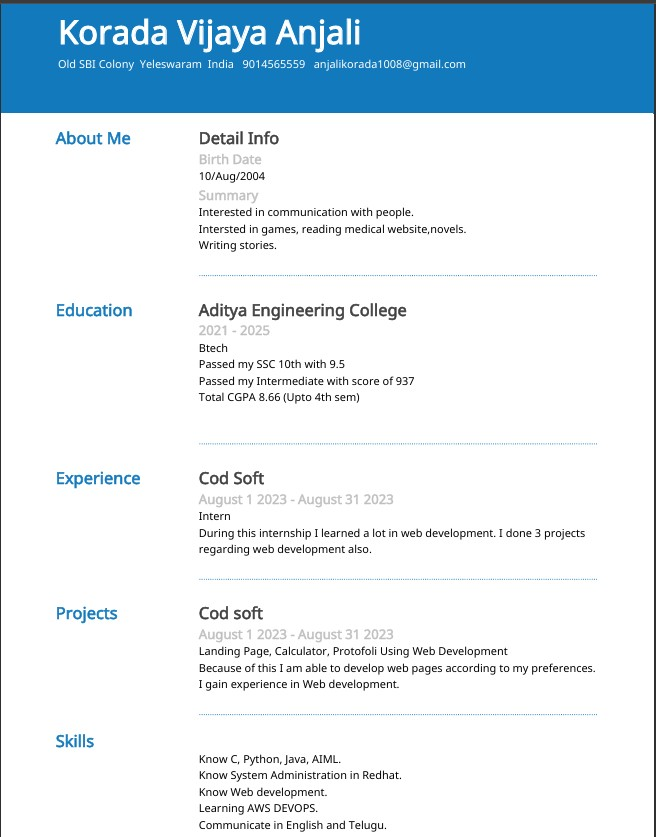 Korada Vijaya Anjali
Old SBI Colony Yeleswaram India 9014565559 anjalikorada1008@gmail.com
About Me
Detail Info
Birth Date
10/Aug/2004
Summary
Interested in communication with people.
Intersted in games, reading medical website,novels.
Writing stories.
Education
Aditya Engineering College
2021 - 2025
Btech
Passed my SSC 10th with 9.5
Passed my Intermediate with score of 937
Total CGPA 8.66 (Upto 4th sem)
Experience
Cod Soft
August 1 2023 - August 31 2023
Intern
During this internship I learned a lot in web development. I done 3 projects
regarding web development also.
Projects
Cod soft
August 1 2023 - August 31 2023
Landing Page, Calculator, Protofoli Using Web Development
Because of this I am able to develop web pages according to my preferences.
I gain experience in Web development.
Skills
Know C, Python, Java, AIML.
Know System Administration in Redhat.
Know Web development.
Learning AWS DEVOPS.
Communicate in English and Telugu.